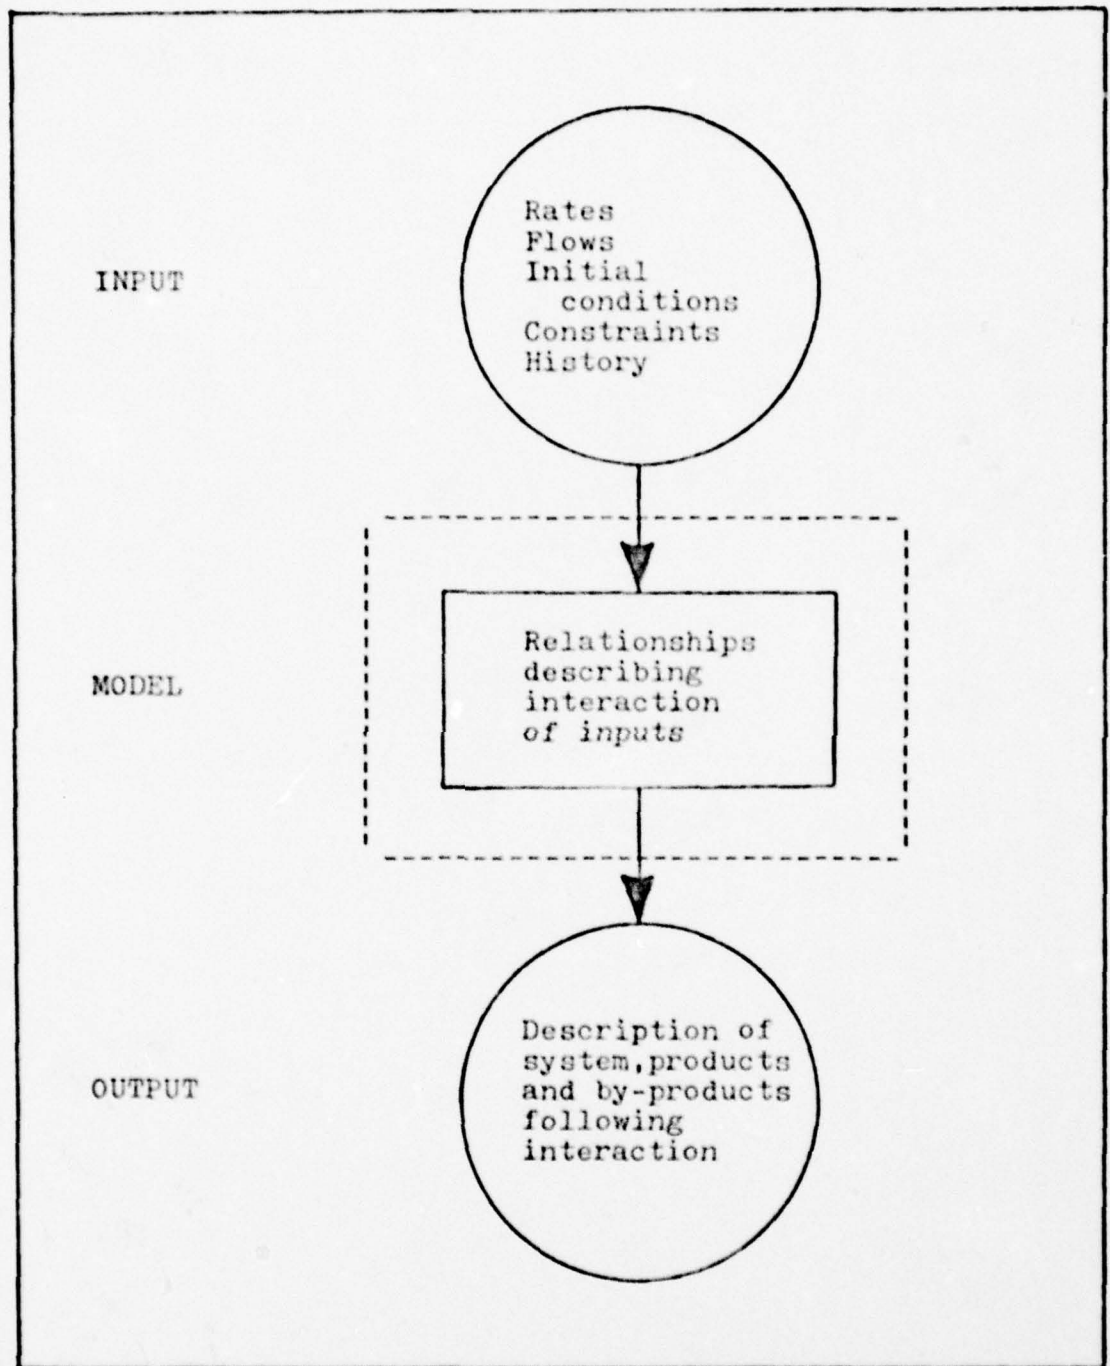 INPUT
Rates
Flows
Initial
conditions
Constraints
History
MODEL
Relationships
describing
interaction
of inputs
OUTPUT
Description of
system,products
and by-products
following
interaction